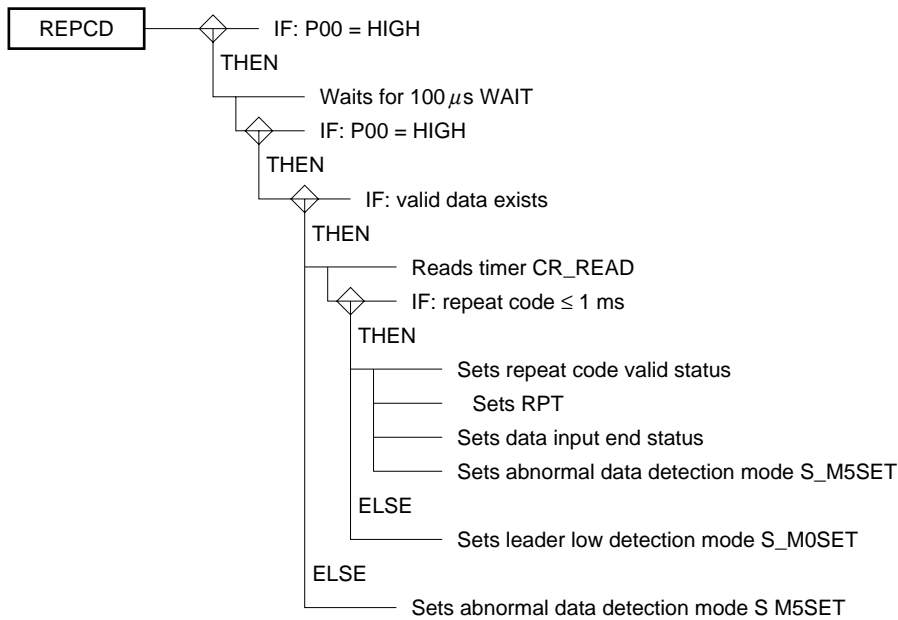 REPCD
IF: P00 = HIGH
THEN
Waits for 100 μs WAIT
IF: P00 = HIGH
THEN
IF: valid data exists
THEN
Reads timer CR_READ
IF: repeat code ≤ 1 ms
THEN
Sets repeat code valid status
Sets RPT
Sets data input end status
Sets abnormal data detection mode S_M5SET
ELSE
Sets leader low detection mode S_M0SET
ELSE
Sets abnormal data detection mode S M5SET